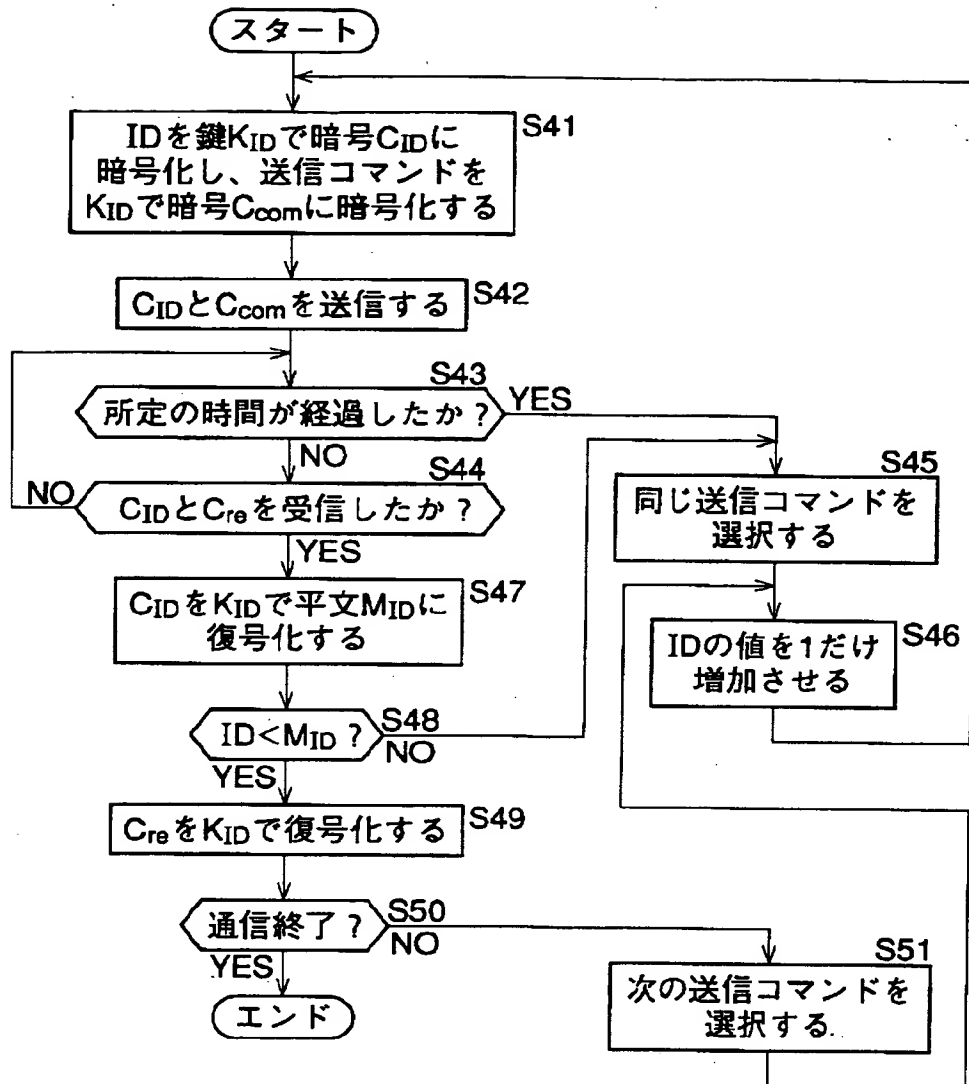 スタート
S41
IDを鍵KIDで暗号CIDに
暗号化し、送信コマンドを
KIDで暗号Ccomに暗号化する
S42
CIDとCcomを送信する
S43
所定の時間が経過したか？
YES
NO
S44
CIDとCreを受信したか？
NO
YES
S45
同じ送信コマンドを
選択する
S46
IDの値を1だけ
増加させる
S47
CIDをKIDで平文MIDに
復号化する
S48
ID<MID？
NO
YES
S49
CreをKIDで復号化する
S50
通信終了？
NO
YES
S51
次の送信コマンドを
選択する.
エンド